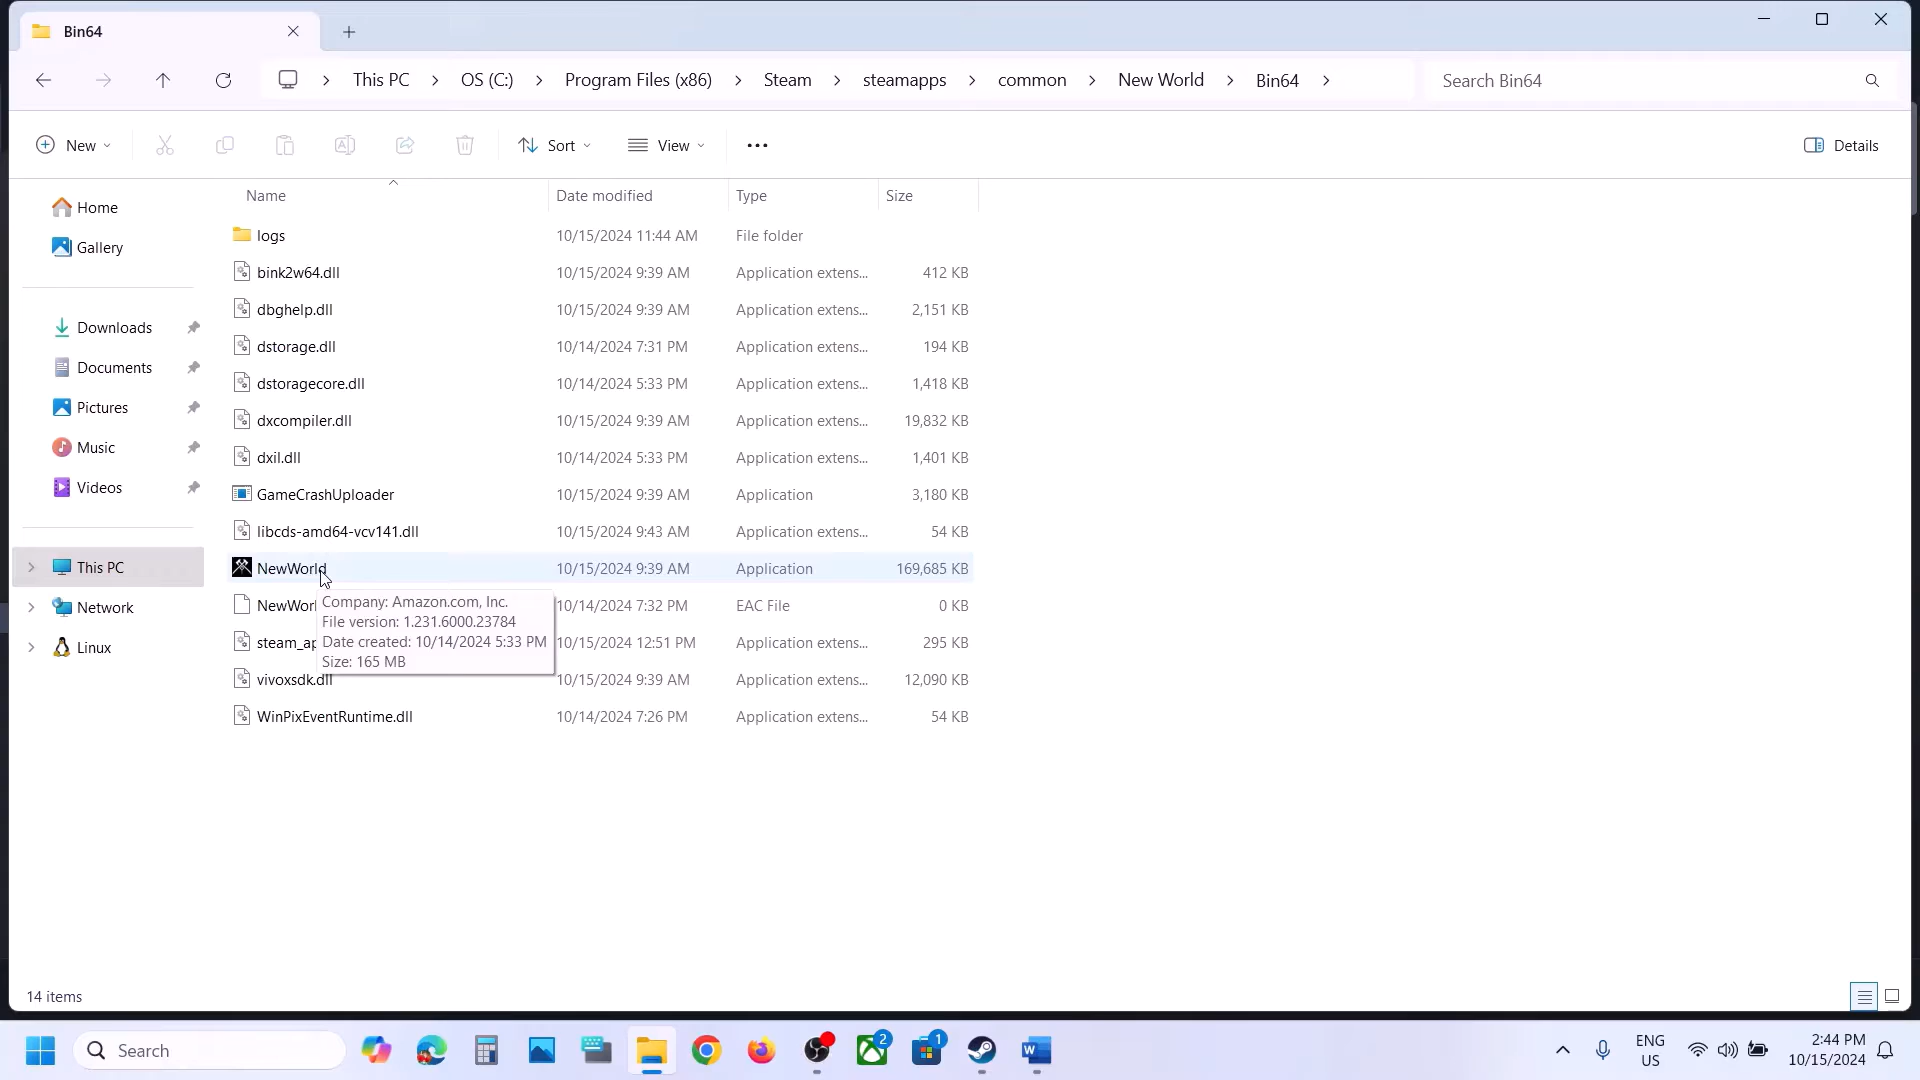 Bin64
This PC
OS (C:)
Program Files (x86)
Steam
steamapps
common
New World
Bin64
Search Bin64
New
Sort
View
Details
Name
Date modified
Type
Size
Home
Gallery
Downloads
Documents
Pictures
Music
Videos
This PC
Network
Linux
logs 10/15/2024 11:44 AM File folder
bink2w64.dll 10/15/2024 9:39 AM Application extens... 412 KB
dbghelp.dll 10/15/2024 9:39 AM Application extens... 2,151 KB
dstorage.dll 10/14/2024 7:31 PM Application extens... 194 KB
dstoragecore.dll 10/14/2024 5:33 PM Application extens... 1,418 KB
dxcompiler.dll 10/15/2024 9:39 AM Application extens... 19,832 KB
dxil.dll 10/14/2024 5:33 PM Application extens... 1,401 KB
GameCrashUploader 10/15/2024 9:39 AM Application 3,180 KB
libcds-amd64-vcv141.dll 10/15/2024 9:43 AM Application extens... 54 KB
NewWorld 10/15/2024 9:39 AM Application 169,685 KB
10/14/2024 7:32 PM EAC File 0 KB
10/15/2024 12:51 PM Application extens... 295 KB
vivoxsdk.dll 10/15/2024 9:39 AM Application extens... 12,090 KB
WinPixEventRuntime.dll 10/14/2024 7:26 PM Application extens... 54 KB
Company: Amazon.com, Inc.
File version: 1.231.6000.23784
Date created: 10/14/2024 5:33 PM
Size: 165 MB
14 items
Search
2
1
ENG
US
2:44 PM
10/15/2024